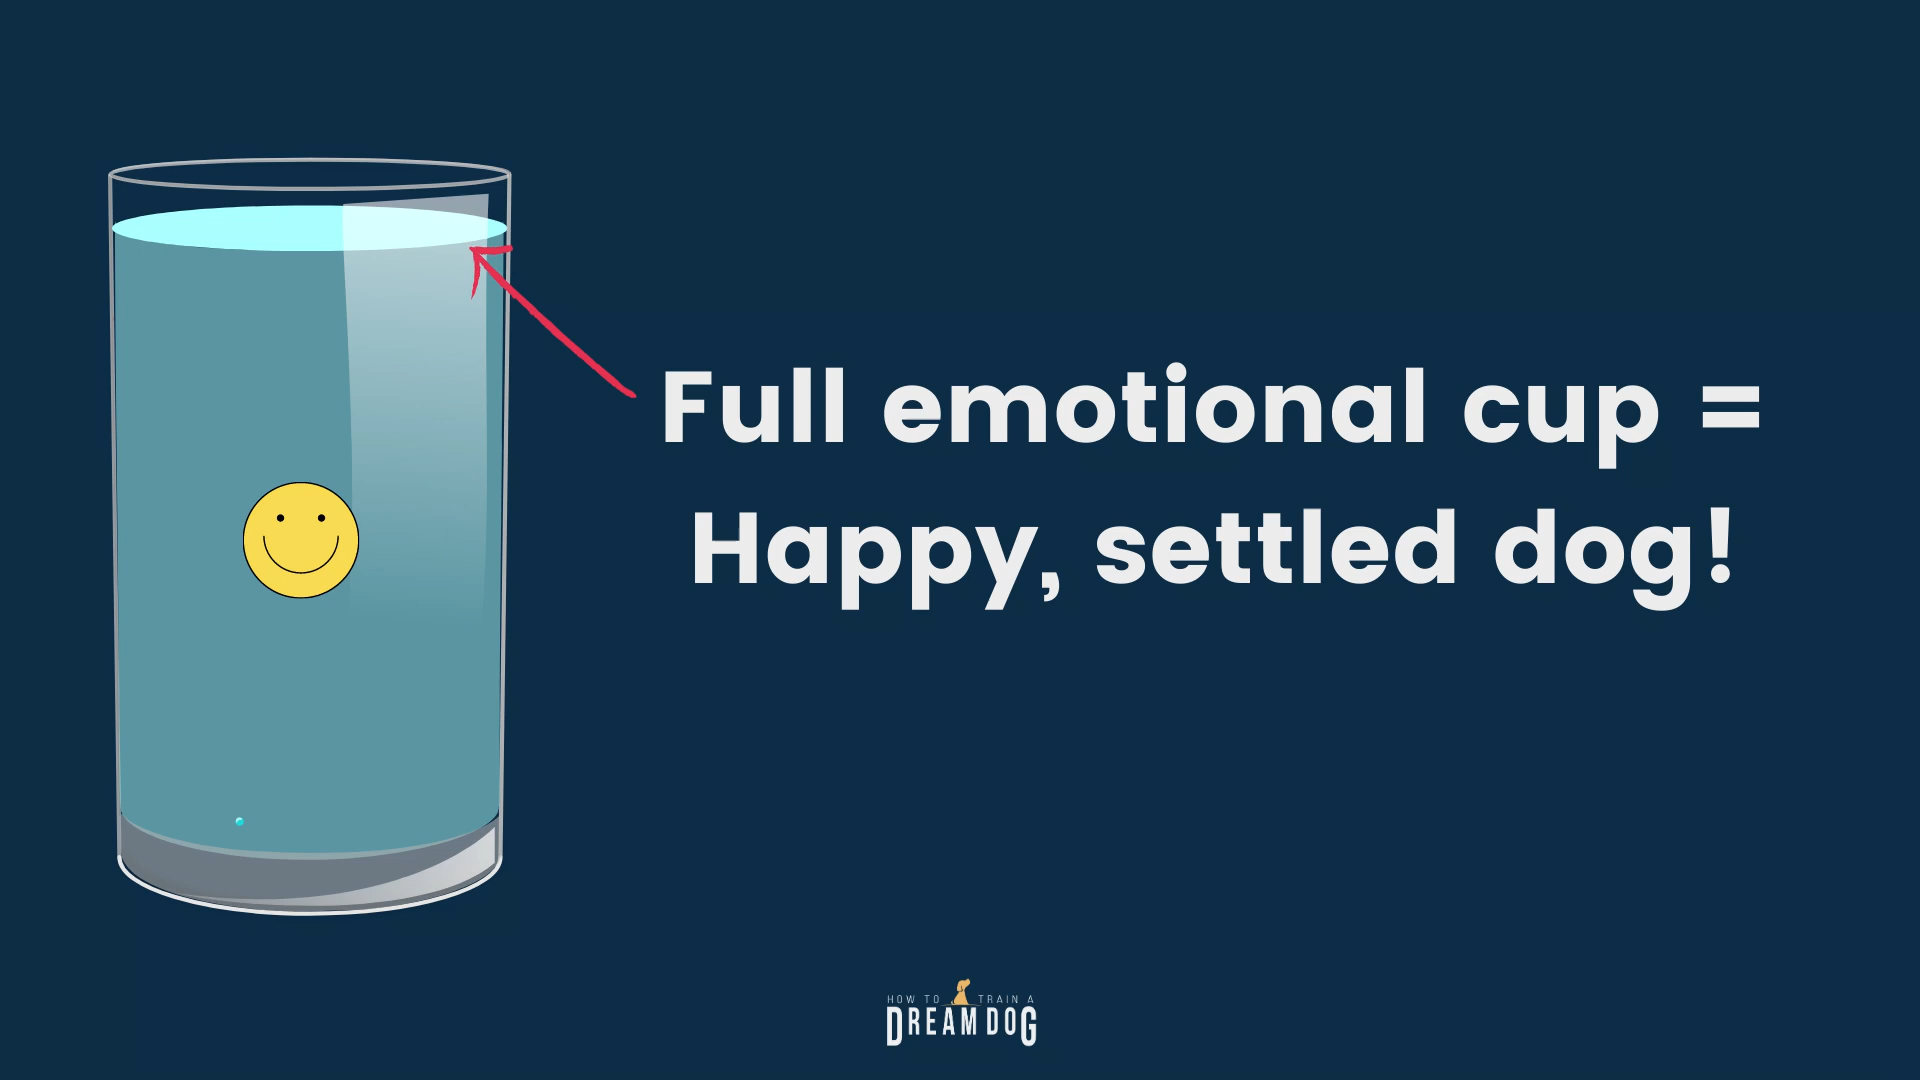 Full emotional cup =
Happy, settled dog!
HOW TO TRAIN A
DREAM DOG